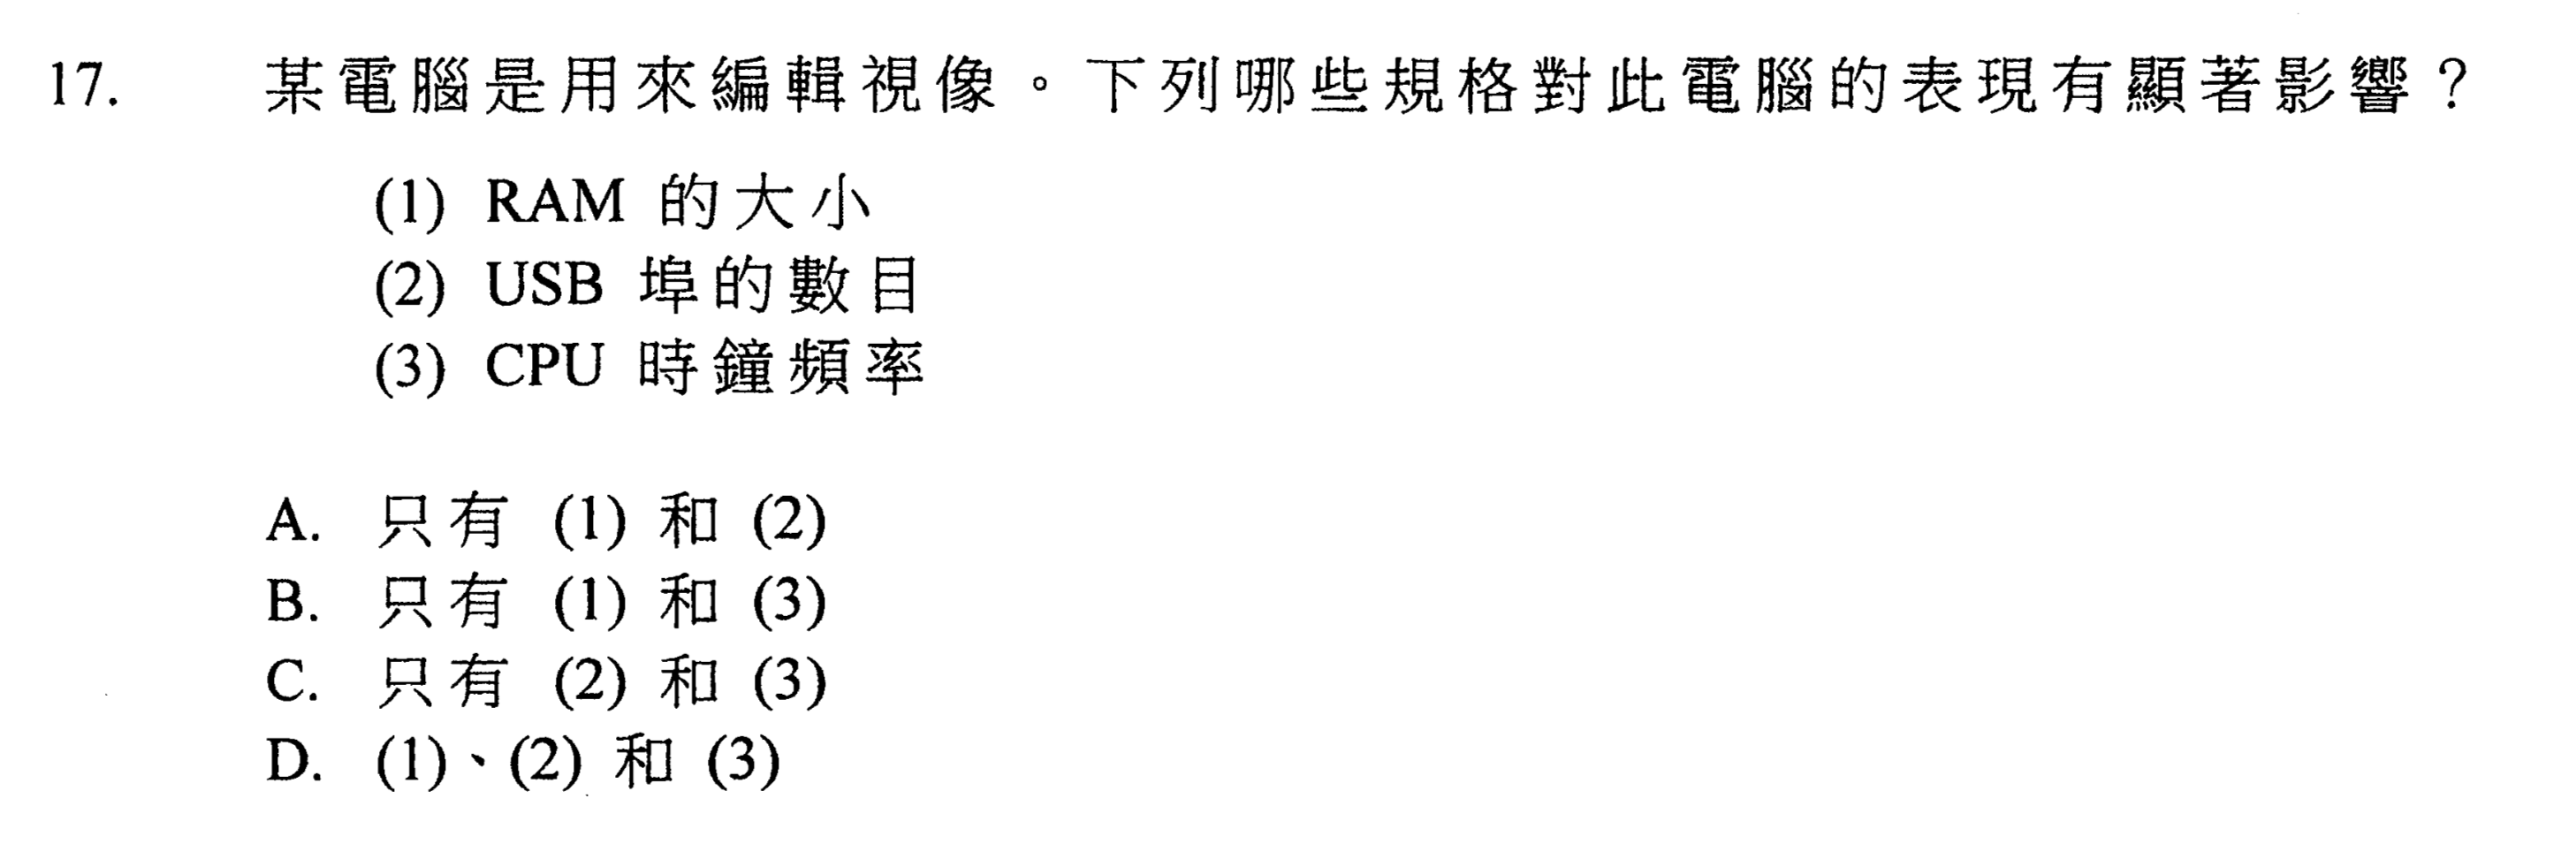 17. 某電腦是用來編輯視像。下列哪些規格對此電腦的表現有顯著影響？
(1) RAM 的大小
(2) USB 埠的數目
(3) CPU 時鐘頻率
A. 只有 (1) 和 (2)
B. 只有 (1) 和 (3)
C. 只有 (2) 和 (3)
D. (1)、(2) 和 (3)